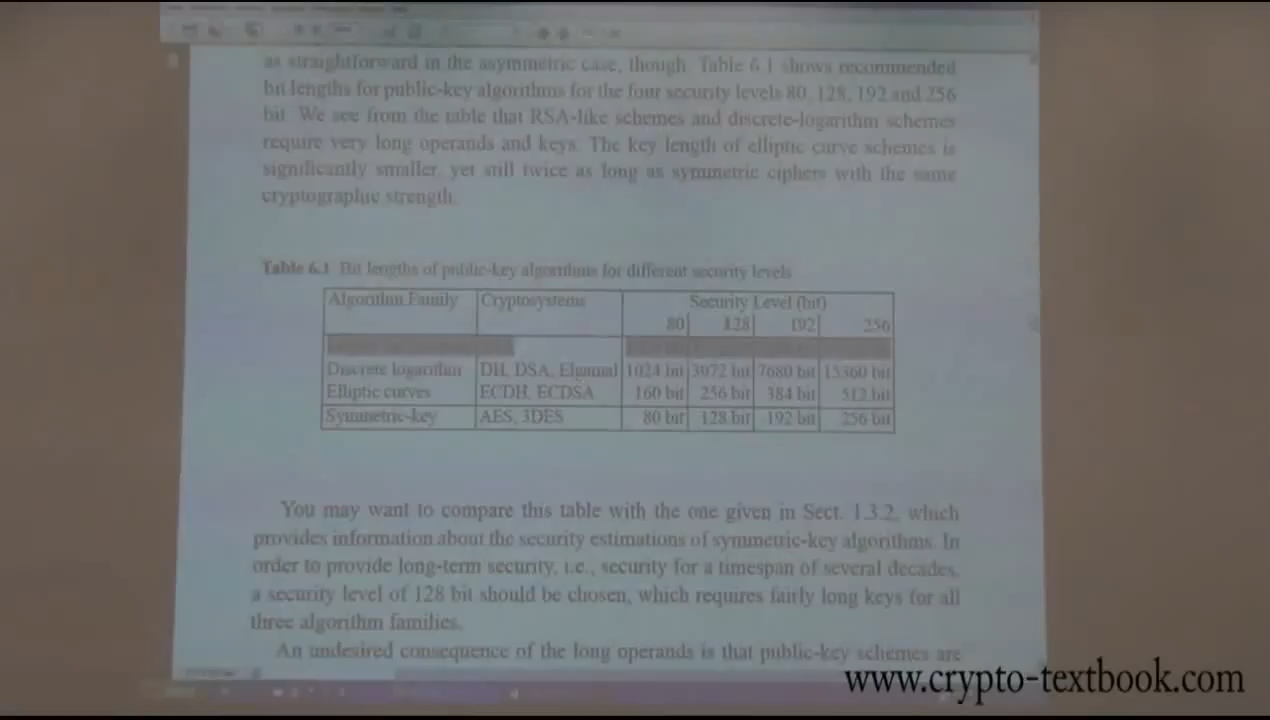 as straightforward in the asymmetric case, though. Table 6.1 shows recommended
bit lengths for public-key algorithms for the four security levels 80, 128, 192 and 256
bit. We see from the table that RSA-like schemes and discrete-logarithm schemes
require very long operands and keys. The key length of elliptic curve schemes is
significantly smaller, yet still twice as long as symmetric ciphers with the same
cryptographic strength.
Table 6.1 Bit lengths of public-key algorithms for different security levels
Algorithm Family Cryptosystems Security Level (bit)
80 128 192 256
Discrete logarithm DH, DSA, Elgamal 1024 bit 3072 bit 7680 bit 15360 bit
Elliptic curves ECDH, ECDSA 160 bit 256 bit 384 bit 512 bit
Symmetric-key AES, 3DES 80 bit 128 bit 192 bit 256 bit
You may want to compare this table with the one given in Sect. 1.3.2, which
provides information about the security estimations of symmetric-key algorithms. In
order to provide long-term security, i.e., security for a timespan of several decades,
a security level of 128 bit should be chosen, which requires fairly long keys for all
three algorithm families.
An undesired consequence of the long operands is that public-key schemes are
www.crypto-textbook.com